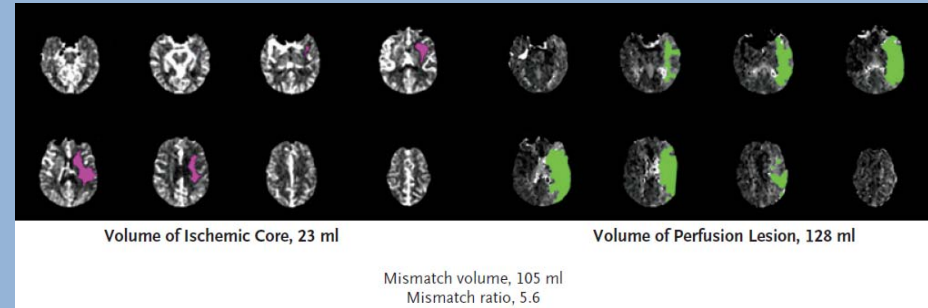 Volume of Ischemic Core, 23 ml
Volume of Perfusion Lesion, 128 ml
Mismatch volume, 105 ml
Mismatch ratio, 5.6